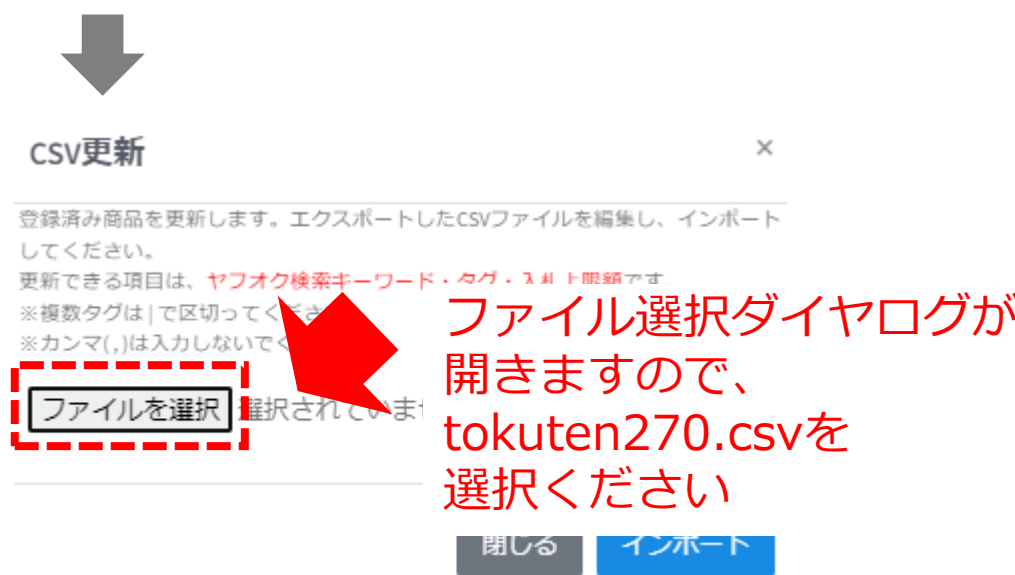 CSV更新
×
登録済み商品を更新します。エクスポートしたCSVファイルを編集し、インポート
してください。
更新できる項目は、ヤフオク検索キーワード・タグ・入札上限額です。
※複数タグは|で区切ってくださ
※カンマ(,)は入力しないでく
ファイルを選択 選択されていませ
ファイル選択ダイヤログが
開きますので、
tokuten270.csvを
選択ください
閉じる
インポート